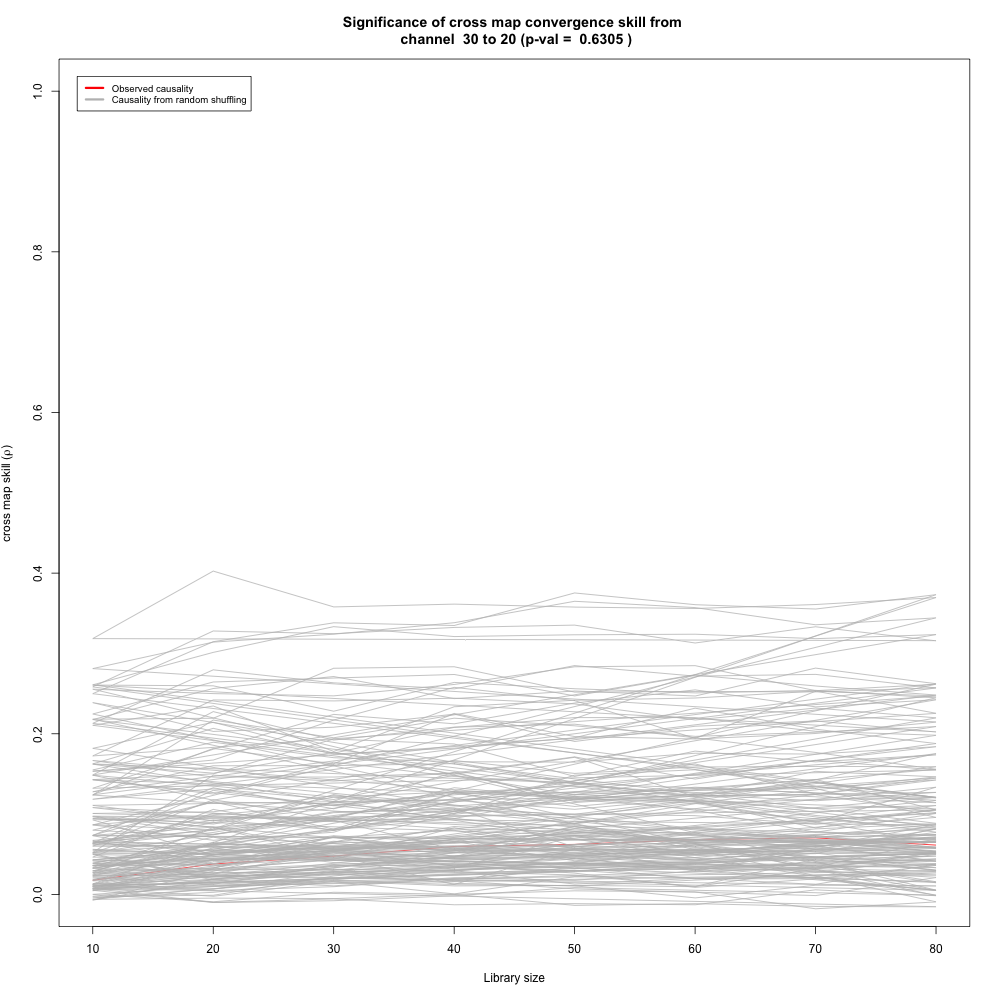 Significance of cross map convergence skill from
channel  30 to 20 (p-val =  0.6305 )
Observed causality
Causality from random shuffling
1.0
0.8
0.6
0.4
0.2
0.0
cross map skill (ρ)
10 20 30 40 50 60 70 80
Library size